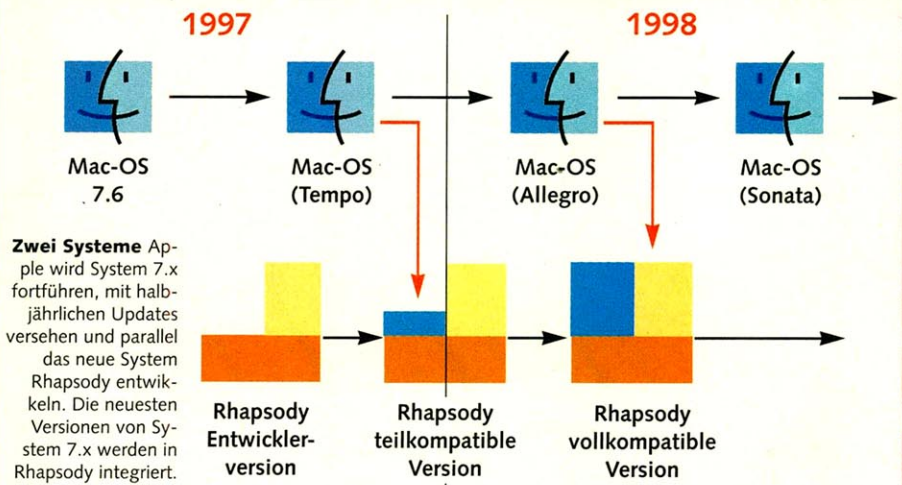 1997
1998
Mac-OS
7.6
Mac-OS
(Tempo)
Mac-OS
(Allegro)
Mac-OS
(Sonata)
Zwei Systeme Ap-
ple wird System 7.x
fortführen, mit halb-
jährlichen Updates
versehen und parallel
das neue System
Rhapsody entwik-
keln. Die neuesten
Versionen von Sy-
stem 7.x werden in
Rhapsody integriert.
Rhapsody
Entwickler-
version
Rhapsody
teilkompatible
Version
Rhapsody
vollkompatible
Version